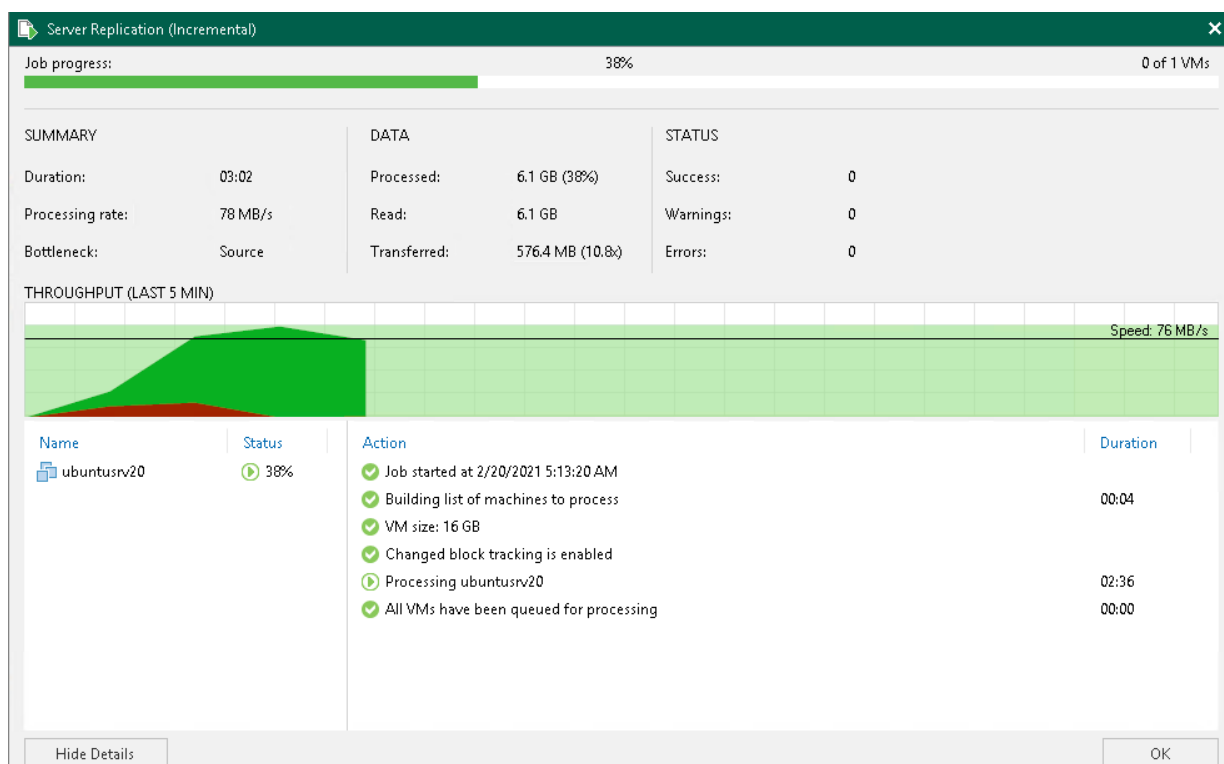 Server Replication (Incremental)
Job progress: 38% 0 of 1 VMs
SUMMARY DATA STATUS
Duration: 03:02 Processed: 6.1 GB (38%) Success: 0
Processing rate: 78 MB/s Read: 6.1 GB Warnings: 0
Bottleneck: Source Transferred: 576.4 MB (10.8x) Errors: 0
THROUGHPUT (LAST 5 MIN)
Speed: 76 MB/s
Name Status Action Duration
ubuntusrv20 38% Job started at 2/20/2021 5:13:20 AM
Building list of machines to process 00:04
VM size: 16 GB
Changed block tracking is enabled
Processing ubuntusrv20 02:36
All VMs have been queued for processing 00:00
Hide Details OK